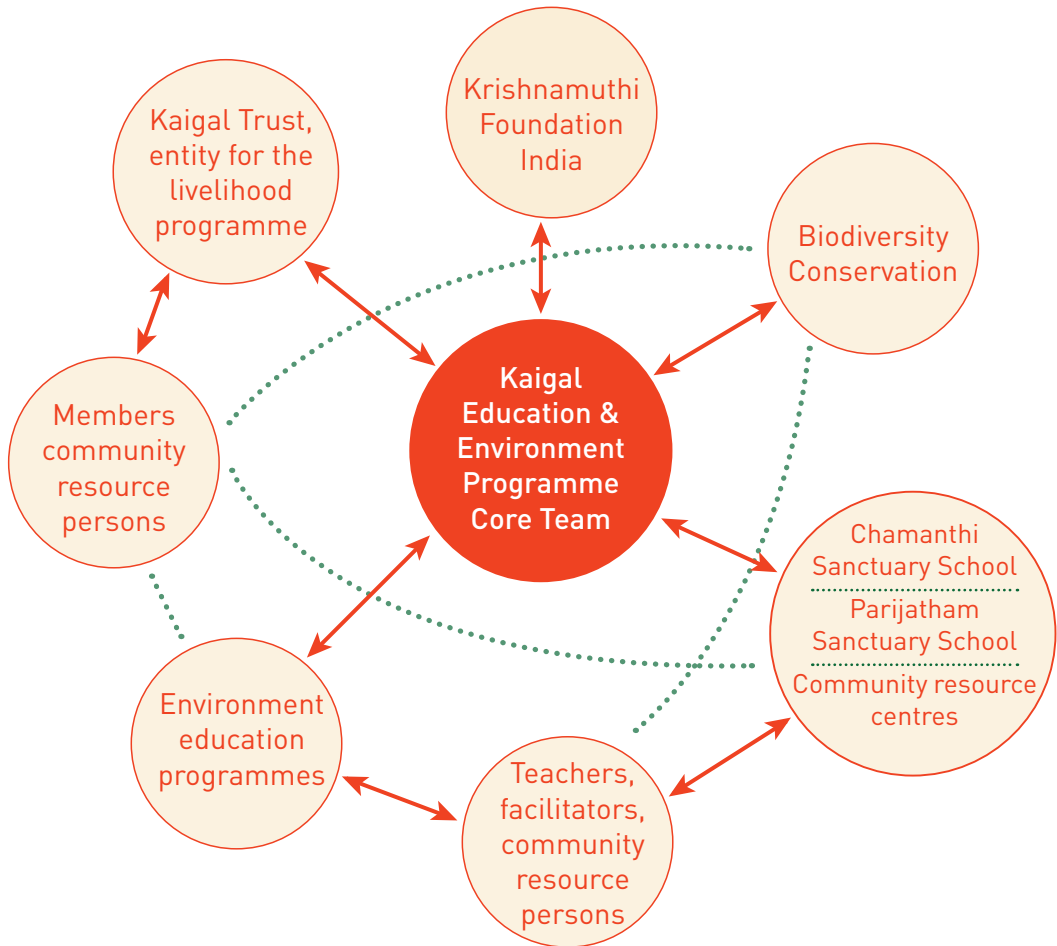 Krishnamuthi
Foundation
India
Kaigal Trust,
entity for the
livelihood
programme
Biodiversity
Conservation
Kaigal
Education &
Environment
Programme
Core Team
Members
community
resource
persons
Chamanthi
Sanctuary School
Parijatham
Sanctuary School
Community resource
centres
Environment
education
programmes
Teachers,
facilitators,
community
resource
persons